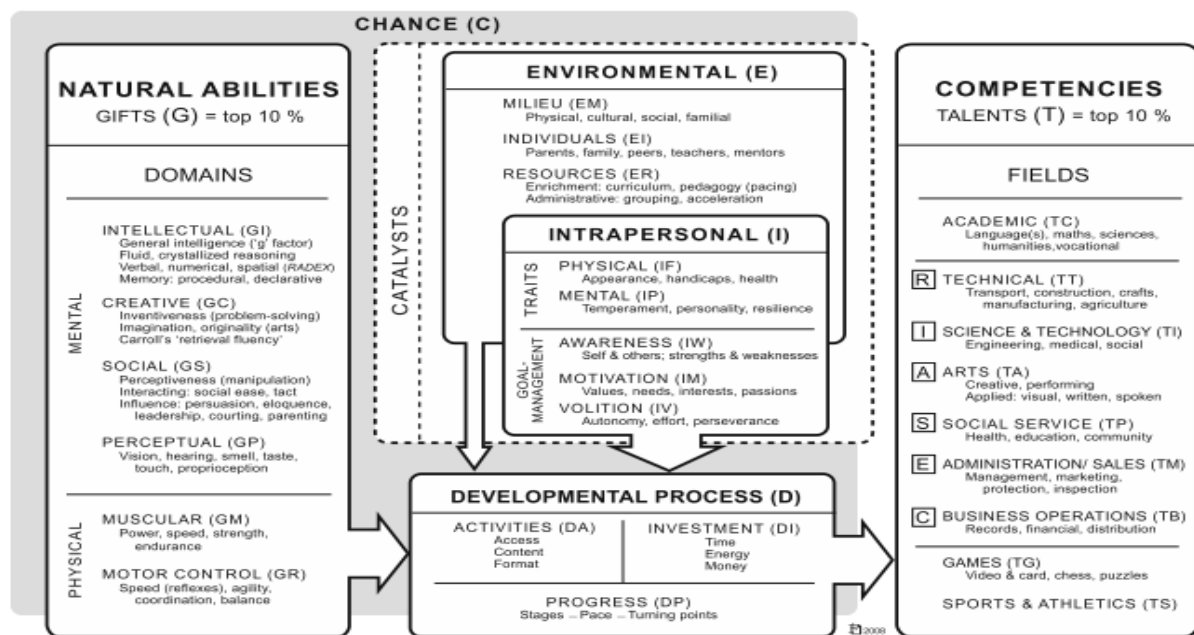 CHANCE (C)
NATURAL ABILITIES
GIFTS (G) = top 10 %
DOMAINS
MENTAL
INTELLECTUAL (GI)
General intelligence ('g' factor)
Fluid, crystallized reasoning
Verbal, numerical, spatial (RADEX)
Memory: procedural, declarative
CREATIVE (GC)
Inventiveness (problem-solving)
Imagination, originality (arts)
Carroll's 'retrieval fluency'
SOCIAL (GS)
Perceptiveness (manipulation)
Interacting: social ease, tact
Influence: persuasion, eloquence,
leadership, courting, parenting
PERCEPTUAL (GP)
Vision, hearing, smell, taste,
touch, proprioception
PHYSICAL
MUSCULAR (GM)
Power, speed, strength,
endurance
MOTOR CONTROL (GR)
Speed (reflexes), agility,
coordination, balance
CATALYSTS
ENVIRONMENTAL (E)
MILIEU (EM)
Physical, cultural, social, familial
INDIVIDUALS (EI)
Parents, family, peers, teachers, mentors
RESOURCES (ER)
Enrichment: curriculum, pedagogy (pacing)
Administrative: grouping, acceleration
INTRAPERSONAL (I)
TRAITS
PHYSICAL (IF)
Appearance, handicaps, health
MENTAL (IP)
Temperament, personality, resilience
GOAL-
MANAGEMENT
AWARENESS (IW)
Self & others; strengths & weaknesses
MOTIVATION (IM)
Values, needs, interests, passions
VOLITION (IV)
Autonomy, effort, perseverance
DEVELOPMENTAL PROCESS (D)
ACTIVITIES (DA)
Access
Content
Format
INVESTMENT (DI)
Time
Energy
Money
PROGRESS (DP)
Stages – Pace – Turning points
COMPETENCIES
TALENTS (T) = top 10 %
FIELDS
ACADEMIC (TC)
Language(s), maths, sciences,
humanities,vocational
R TECHNICAL (TT)
Transport, construction, crafts,
manufacturing, agriculture
I SCIENCE & TECHNOLOGY (TI)
Engineering, medical, social
A ARTS (TA)
Creative, performing
Applied: visual, written, spoken
S SOCIAL SERVICE (TP)
Health, education, community
E ADMINISTRATION/ SALES (TM)
Management, marketing,
protection, inspection
C BUSINESS OPERATIONS (TB)
Records, financial, distribution
GAMES (TG)
Video & card, chess, puzzles
SPORTS & ATHLETICS (TS)
2008